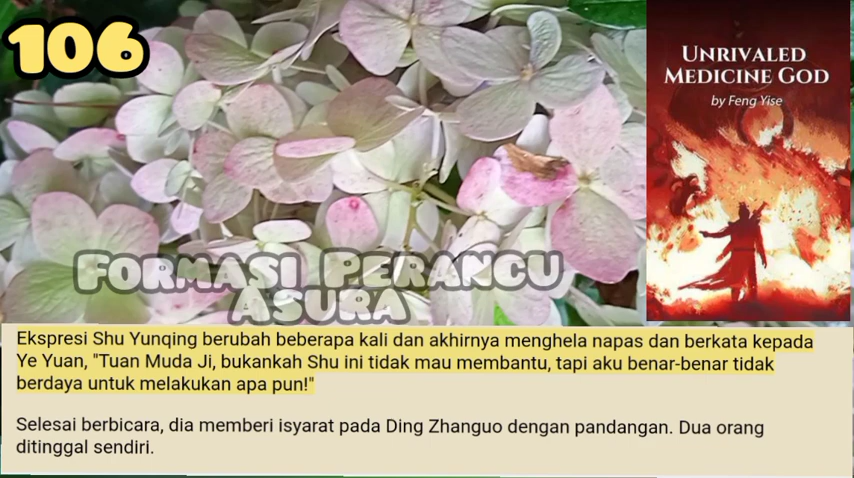 106
UNRIVALED
MEDICINE GOD
by Feng Yise
FORMASI PERANCU
ASURA
Ekspresi Shu Yunqing berubah beberapa kali dan akhirnya menghela napas dan berkata kepada
Ye Yuan, "Tuan Muda Ji, bukankah Shu ini tidak mau membantu, tapi aku benar-benar tidak
berdaya untuk melakukan apa pun!"
Selesai berbicara, dia memberi isyarat pada Ding Zhanguo dengan pandangan. Dua orang
ditinggal sendiri.